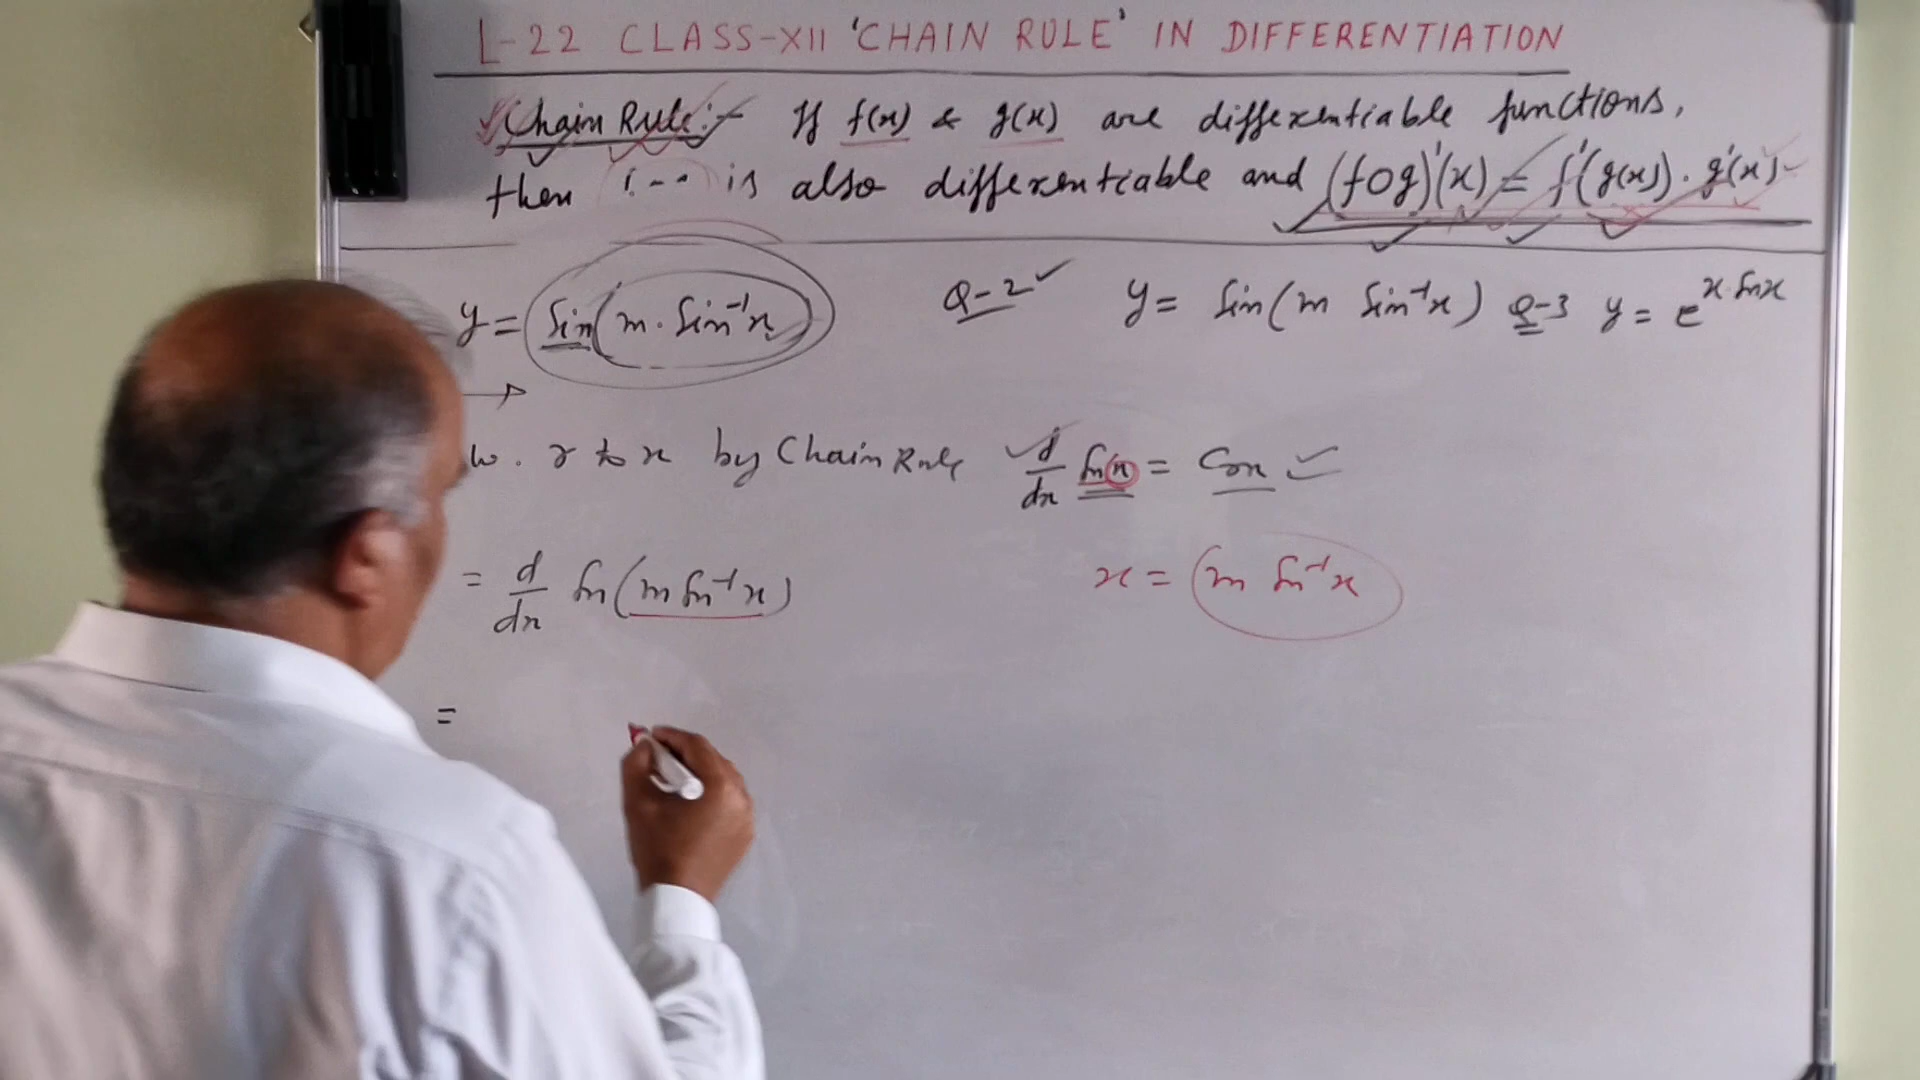 L-22 CLASS-XII 'CHAIN RULE' IN DIFFERENTIATION
Chain Rule:- If f(x) & g(x) are differentiable functions,
then is also differentiable and (fog)'(x) = f'(g(x)). g'(x)
y = Sin(m. Sin⁻¹x) Q-2 ✓ y = Sin(m Sin⁻¹x) Q-3 y = e^(x. Sinx)
→
w. r to x by Chain Rule d/dx Sin(x) = Cosx
= d/dx Sin(m Sin⁻¹x) x = m Sin⁻¹x
=